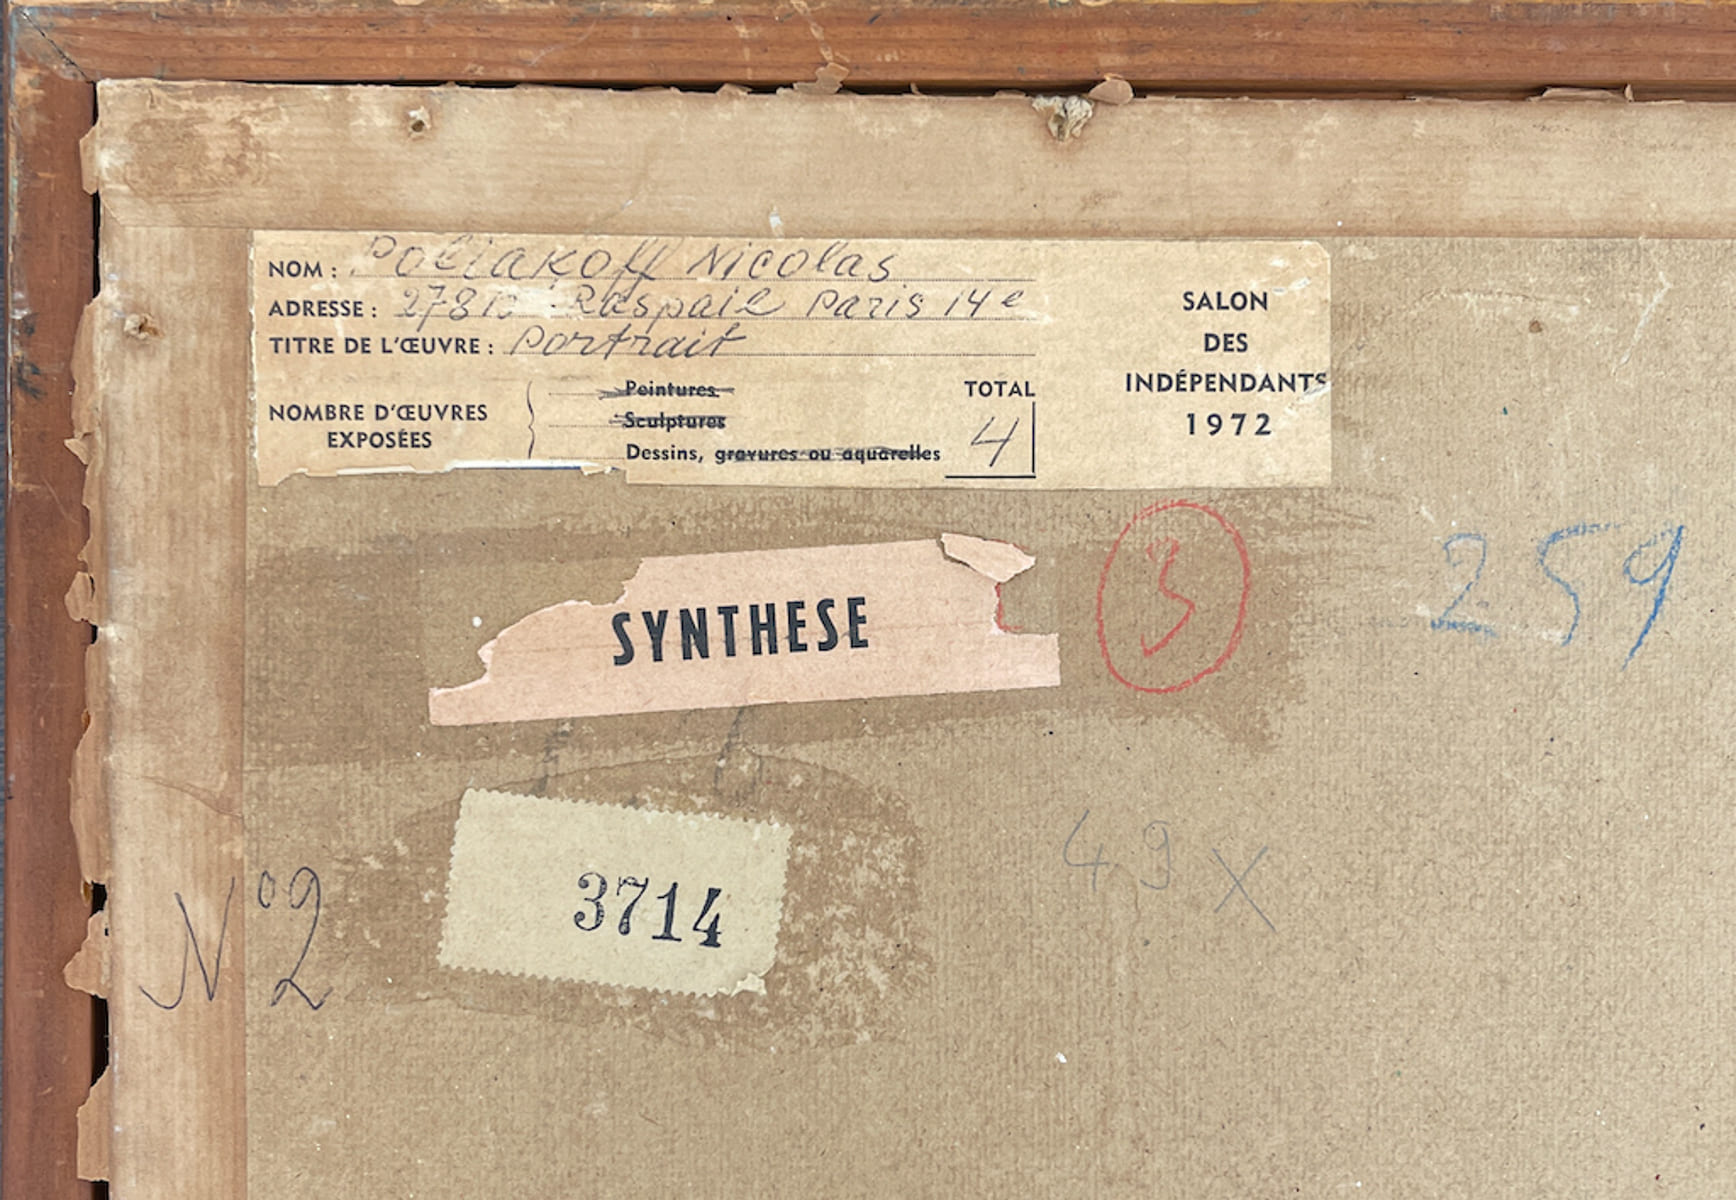 NOM : Poliakoff Nicolas
ADRESSE : 278 B Raspail Paris 14e
TITRE DE L'ŒUVRE : Portrait
NOMBRE D'ŒUVRES
EXPOSÉES
Peintures
Sculptures
Dessins, gravures ou aquarelles
TOTAL
4
SALON
DES
INDÉPENDANTS
1972
SYNTHESE
3
259
3714
49 X
N° 2